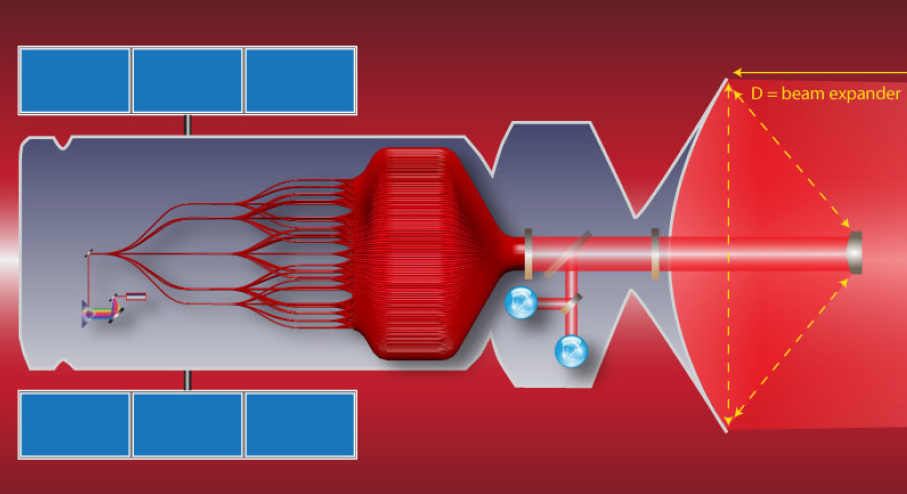 D = beam expander